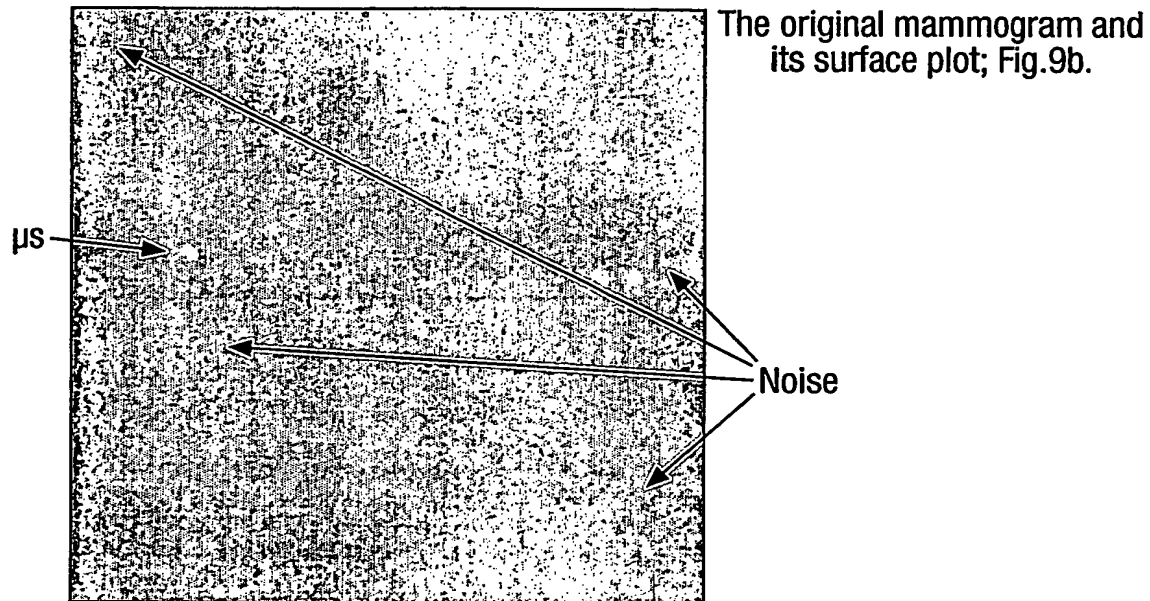 The original mammogram and
its surface plot; Fig.9b.
μs
Noise